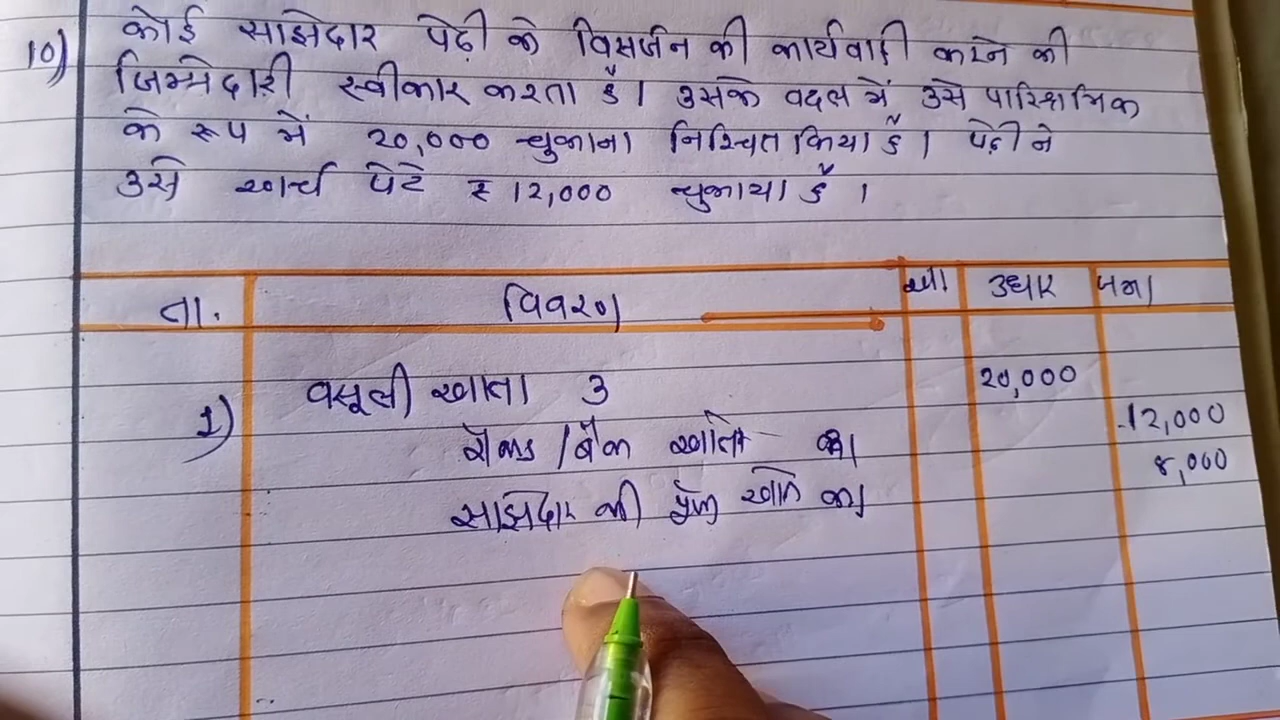 10) कोई साझेदार पेढ़ी के विसर्जन की कार्यवाही करने की
जिम्मेदारी स्वीकार करता है। उसके बदल में उसे पारिश्रामिक
के रूप में 20,000 चुकाना निश्चित किया है। पेढ़ी ने
उसे खर्च पेटे ₹ 12,000 चुकाया है।
ता. विवरण खा उधार जमा
1) वसूली खाता उ 20,000
रोकड /बैंक खाते का 12,000
साझेदार की पूँजी खाते का 8,000